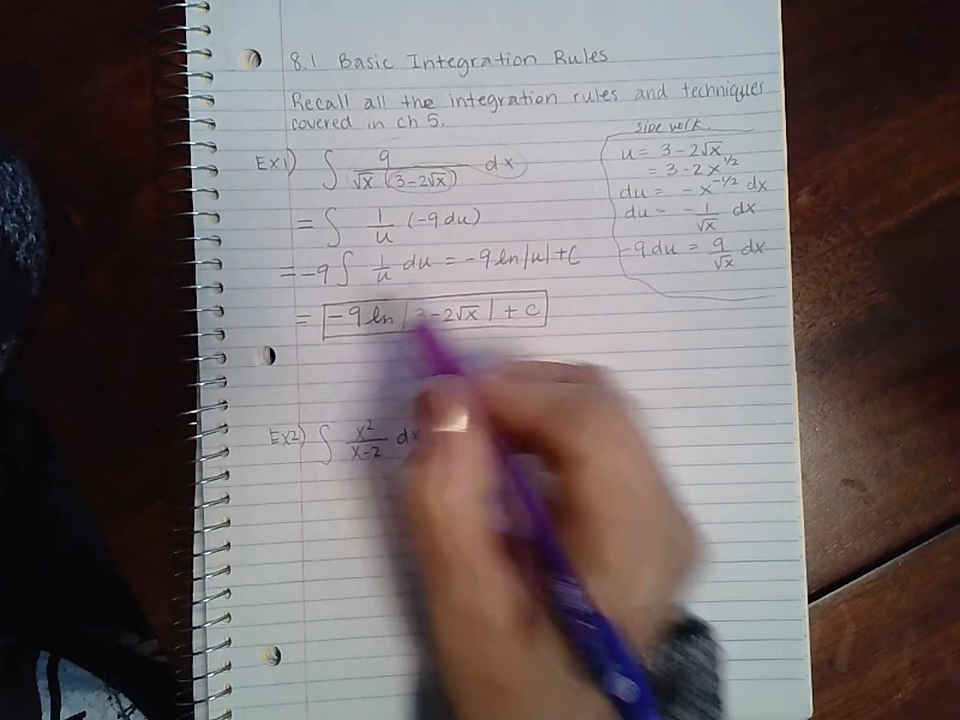 8.1 Basic Integration Rules
Recall all the integration rules and techniques
covered in ch 5.
Ex1) ∫ 9/(√x (3-2√x)) dx
= ∫ 1/u (-9du)
= -9 ∫ 1/u du = -9 ln|u| + C
= -9 ln |3-2√x| + C
side work.
u = 3-2√x
= 3-2x^1/2
du = -x^-1/2 dx
du = -1/√x dx
-9du = 9/√x dx
Ex2) ∫ x²/(x-2) dx